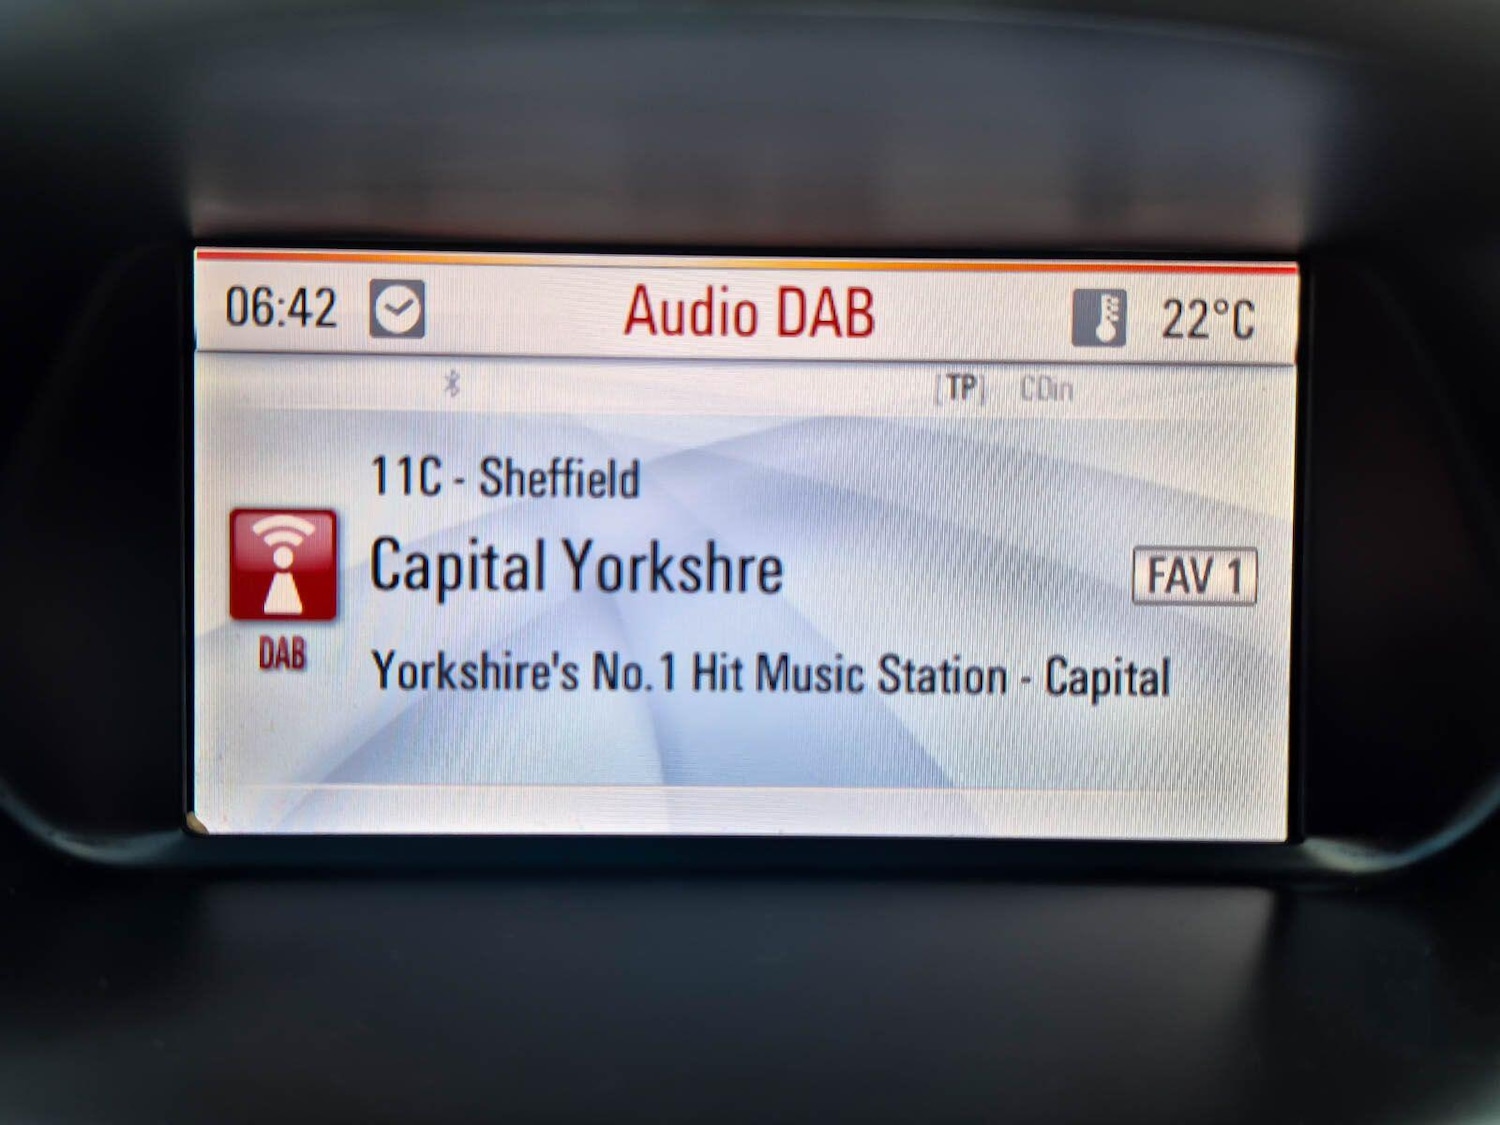 06:42 Audio DAB 22°C
[TP] CDin
11C - Sheffield
Capital Yorkshre
FAV 1
DAB
Yorkshire's No.1 Hit Music Station - Capital